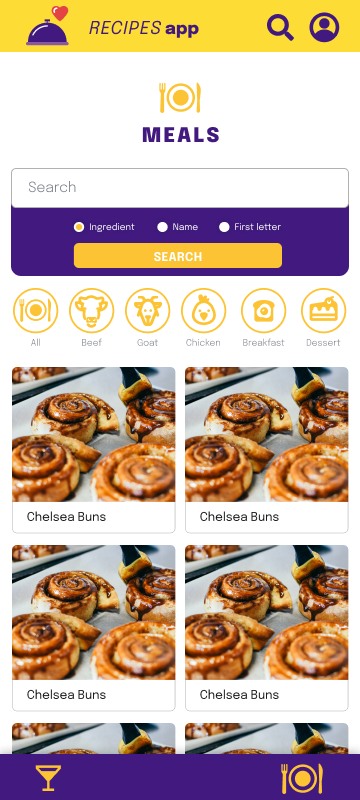 RECIPES app
MEALS
Search
Ingredient Name First letter
SEARCH
All Beef Goat Chicken Breakfast Dessert
Chelsea Buns Chelsea Buns
Chelsea Buns Chelsea Buns